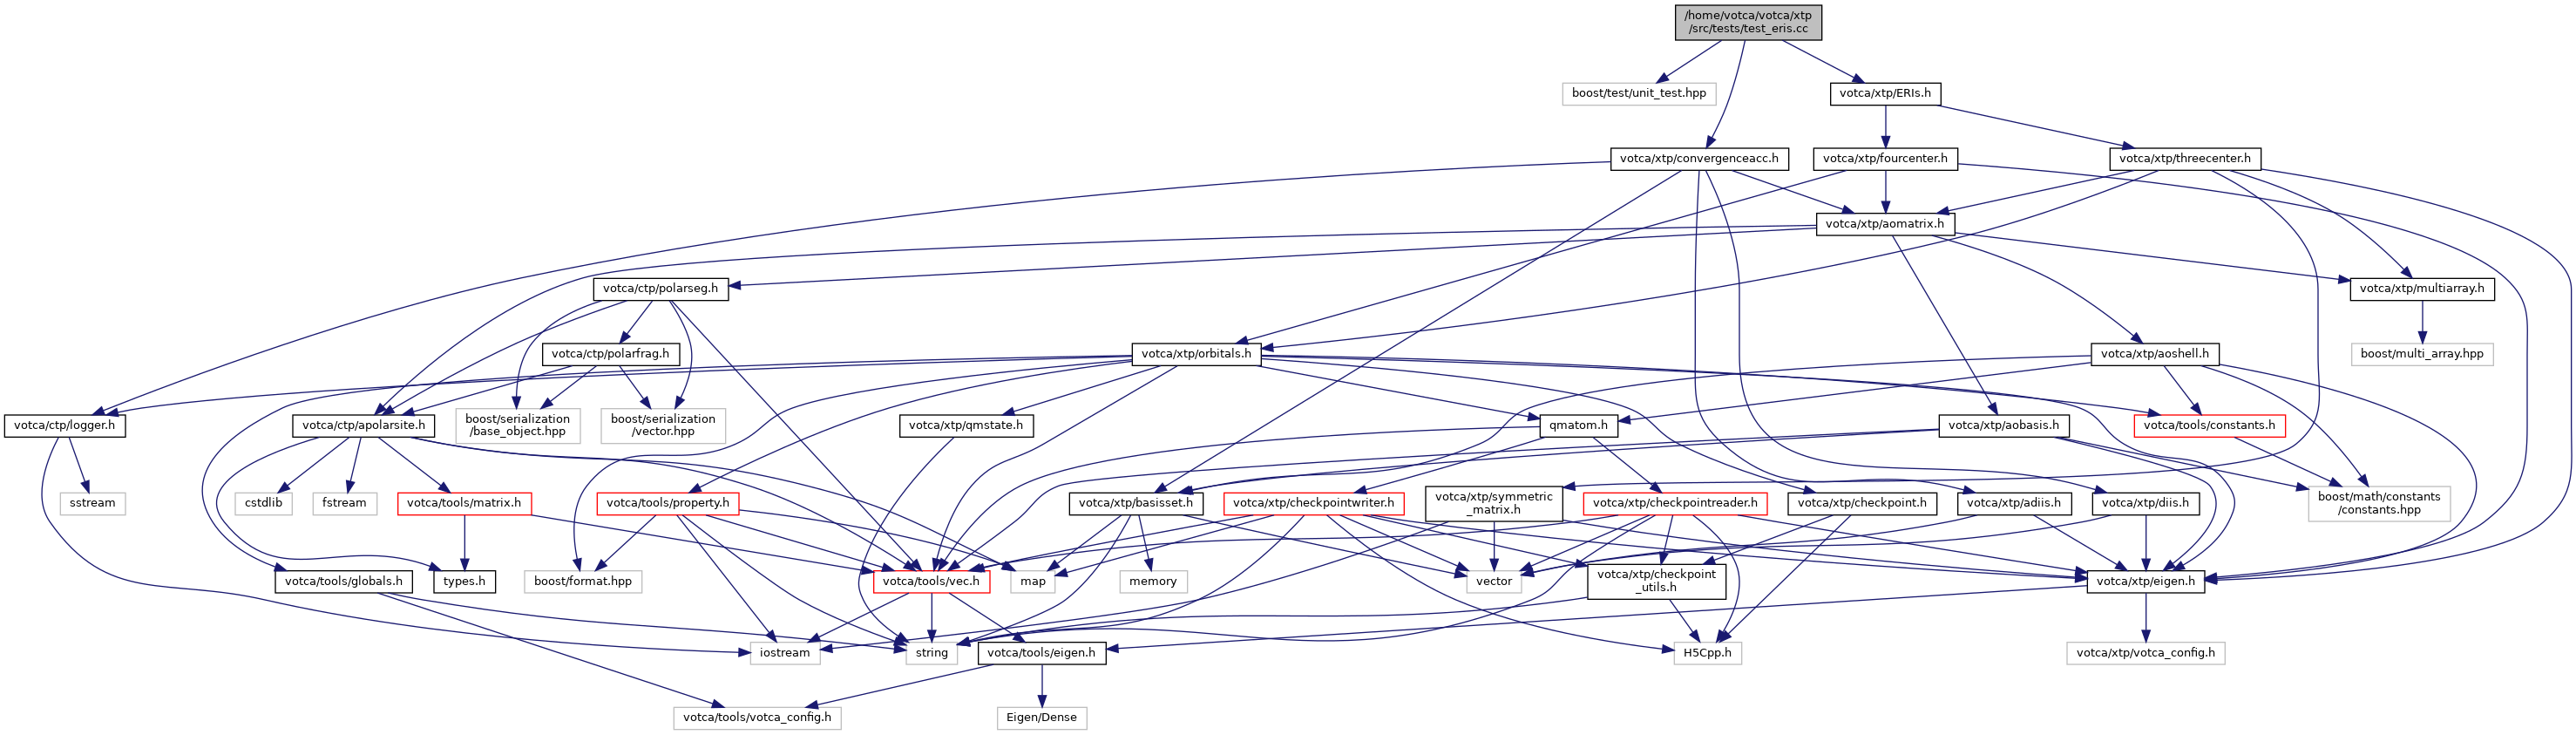 /home/votca/votca/xtp
/src/tests/test_eris.cc
boost/test/unit_test.hpp
votca/xtp/ERIs.h
votca/xtp/convergenceacc.h
votca/xtp/fourcenter.h
votca/xtp/threecenter.h
votca/xtp/aomatrix.h
votca/ctp/polarseg.h
votca/xtp/multiarray.h
votca/ctp/polarfrag.h
votca/xtp/orbitals.h
votca/xtp/aoshell.h
boost/multi_array.hpp
votca/ctp/logger.h
votca/ctp/apolarsite.h
boost/serialization
/base_object.hpp
boost/serialization
/vector.hpp
votca/xtp/qmstate.h
qmatom.h
votca/xtp/aobasis.h
votca/tools/constants.h
sstream
cstdlib
fstream
votca/tools/matrix.h
votca/tools/property.h
votca/xtp/basisset.h
votca/xtp/checkpointwriter.h
votca/xtp/symmetric
_matrix.h
votca/xtp/checkpointreader.h
votca/xtp/checkpoint.h
votca/xtp/adiis.h
votca/xtp/diis.h
boost/math/constants
/constants.hpp
votca/tools/globals.h
types.h
boost/format.hpp
votca/tools/vec.h
map
memory
vector
votca/xtp/checkpoint
_utils.h
votca/xtp/eigen.h
iostream
string
votca/tools/eigen.h
H5Cpp.h
votca/xtp/votca_config.h
votca/tools/votca_config.h
Eigen/Dense